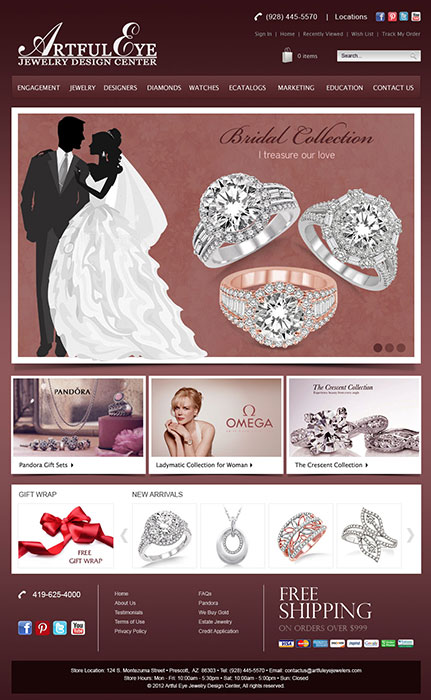 (928) 445-5570 | Locations
Sign In | Home | Recently Viewed | Wish List | Track My Order
ARTFUL EYE
JEWELRY DESIGN CENTER
0 items
Search...
ENGAGEMENT JEWELRY DESIGNERS DIAMONDS WATCHES ECATALOGS MARKETING EDUCATION CONTACT US
Bridal Collection
I treasure our love
PANDÖRA
OMEGA
The Crescent Collection
Pandora Gift Sets
Ladymatic Collection for Woman
The Crescent Collection
GIFT WRAP
NEW ARRIVALS
FREE
GIFT WRAP
419-625-4000
Home
About Us
Testimonials
Terms of Use
Privacy Policy
FAQs
Pandora
We Buy Gold
Estate Jewelry
Credit Application
FREE
SHIPPING
ON ORDERS OVER $999
Store Location: 124 S. Montezuma Street • Prescott, AZ 86303 • Tel: (928) 445-5570 • Email: contactus@artfuleyejewelers.com
Store Hours: Mon - Fri: 10:00am - 5:30pm • Sat: 10:00am - 5:00pm • Sun: Closed
© 2012 Artful Eye Jewelry Design Center, All rights reserved.